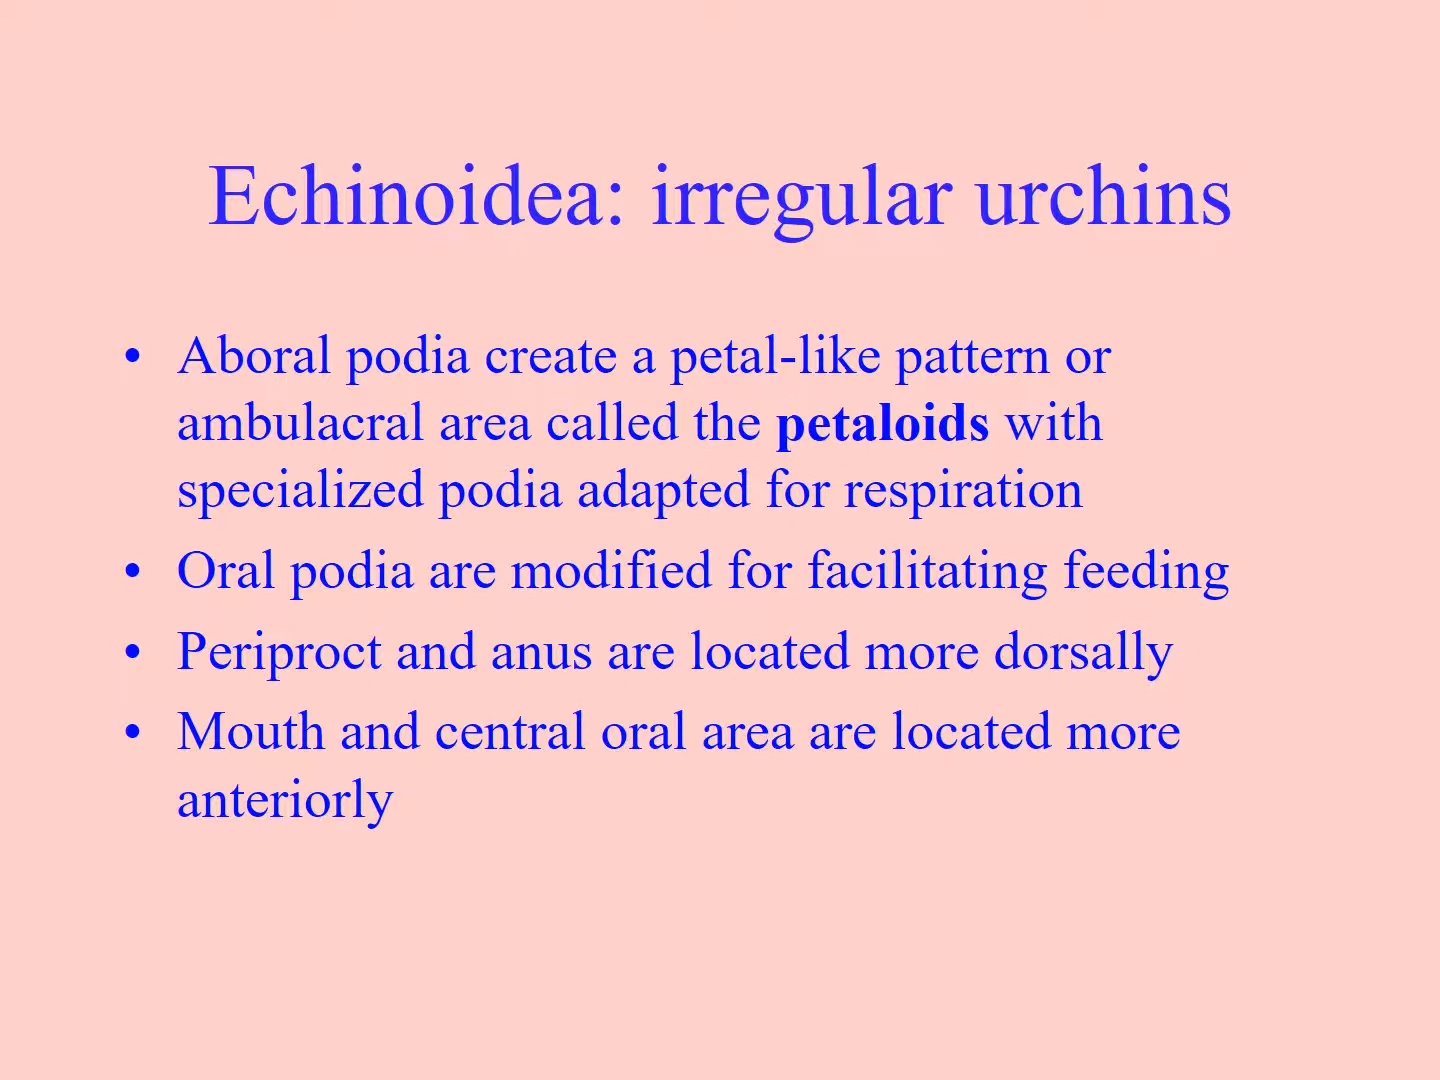 Echinoidea: irregular urchins
• Aboral podia create a petal-like pattern or
ambulacral area called the petaloids with
specialized podia adapted for respiration
• Oral podia are modified for facilitating feeding
• Periproct and anus are located more dorsally
• Mouth and central oral area are located more
anteriorly